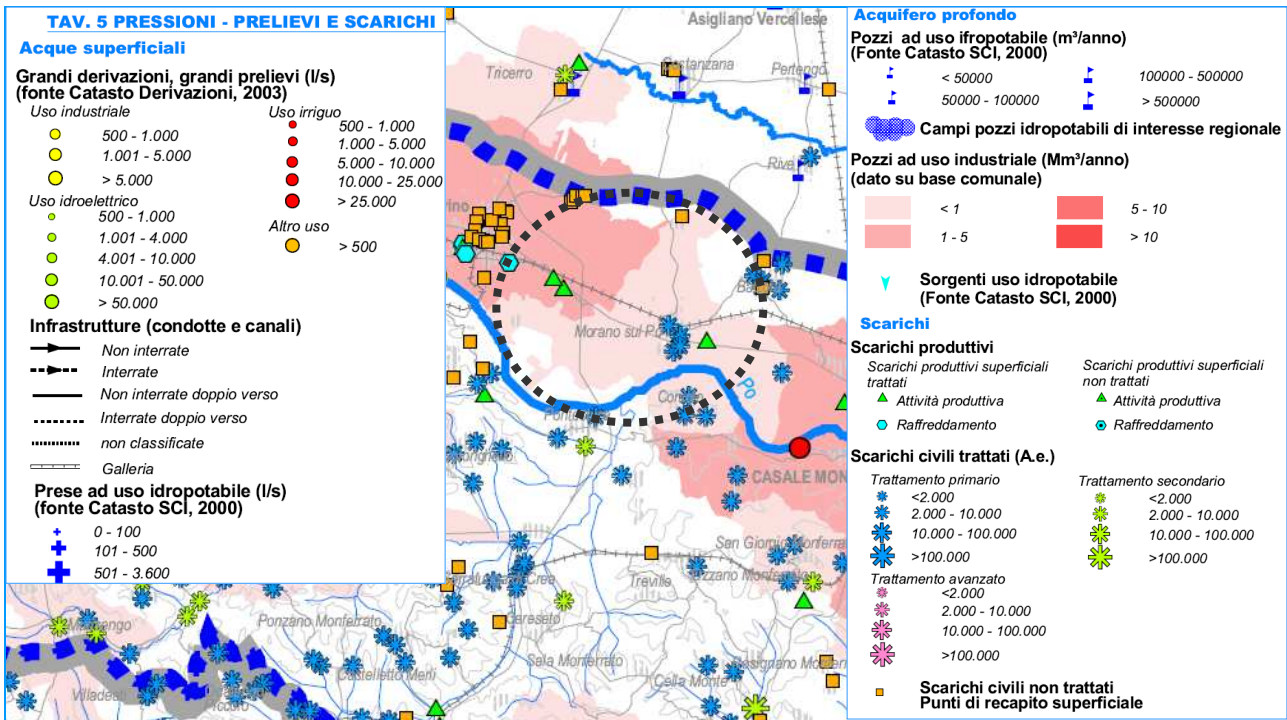 TAV. 5 PRESSIONI - PRELIEVI E SCARICHI
Acque superficiali
Grandi derivazioni, grandi prelievi (l/s)
(fonte Catasto Derivazioni, 2003)
Uso industriale
500 - 1.000
1.001 - 5.000
> 5.000
Uso idroelettrico
500 - 1.000
1.001 - 4.000
4.001 - 10.000
10.001 - 50.000
> 50.000
Uso irriguo
500 - 1.000
1.000 - 5.000
5.000 - 10.000
10.000 - 25.000
> 25.000
Altro uso
> 500
Infrastrutture (condotte e canali)
Non interrate
Interrate
Non interrate doppio verso
Interrate doppio verso
non classificate
Galleria
Prese ad uso idropotabile (l/s)
(fonte Catasto SCI, 2000)
0 - 100
101 - 500
501 - 3.600
Asigliano Vercellese
Tricerro
Pertengo
Rive
Morano sul Po
Po
CASALE MON
San Giorgio Monferrat
Treville
Ozzano Monferrato
Cereseto
Ponzano Monferrato
Sala Monferrato
Castelletto Merli
Cella Monte
Villadeati
Acquifero profondo
Pozzi ad uso ifropotabile (m³/anno)
(Fonte Catasto SCI, 2000)
< 50000
50000 - 100000
100000 - 500000
> 500000
Campi pozzi idropotabili di interesse regionale
Pozzi ad uso industriale (Mm³/anno)
(dato su base comunale)
< 1
1 - 5
5 - 10
> 10
Sorgenti uso idropotabile
(Fonte Catasto SCI, 2000)
Scarichi
Scarichi produttivi
Scarichi produttivi superficiali
trattati
Attività produttiva
Raffreddamento
Scarichi produttivi superficiali
non trattati
Attività produttiva
Raffreddamento
Scarichi civili trattati (A.e.)
Trattamento primario
<2.000
2.000 - 10.000
10.000 - 100.000
>100.000
Trattamento secondario
<2.000
2.000 - 10.000
10.000 - 100.000
>100.000
Trattamento avanzato
<2.000
2.000 - 10.000
10.000 - 100.000
>100.000
Scarichi civili non trattati
Punti di recapito superficiale